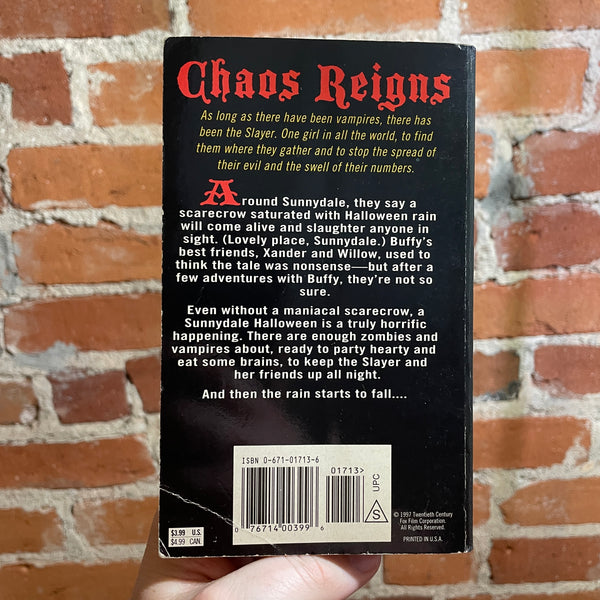 Chaos Reigns
As long as there have been vampires, there has
been the Slayer. One girl in all the world, to find
them where they gather and to stop the spread of
their evil and the swell of their numbers.
Around Sunnydale, they say a
scarecrow saturated with Halloween rain
will come alive and slaughter anyone in
sight. (Lovely place, Sunnydale.) Buffy's
best friends, Xander and Willow, used to
think the tale was nonsense—but after a
few adventures with Buffy, they're not so
sure.
Even without a maniacal scarecrow, a
Sunnydale Halloween is a truly horrific
happening. There are enough zombies and
vampires about, ready to party hearty and
eat some brains, to keep the Slayer and
her friends up all night.
And then the rain starts to fall....
ISBN 0-671-01713-6
01713>
UPC
S
0 76714 00399 6
$3.99 U.S.
$4.99 CAN.
© 1997 Twentieth Century
Fox Film Corporation.
All Rights Reserved.
PRINTED IN U.S.A.